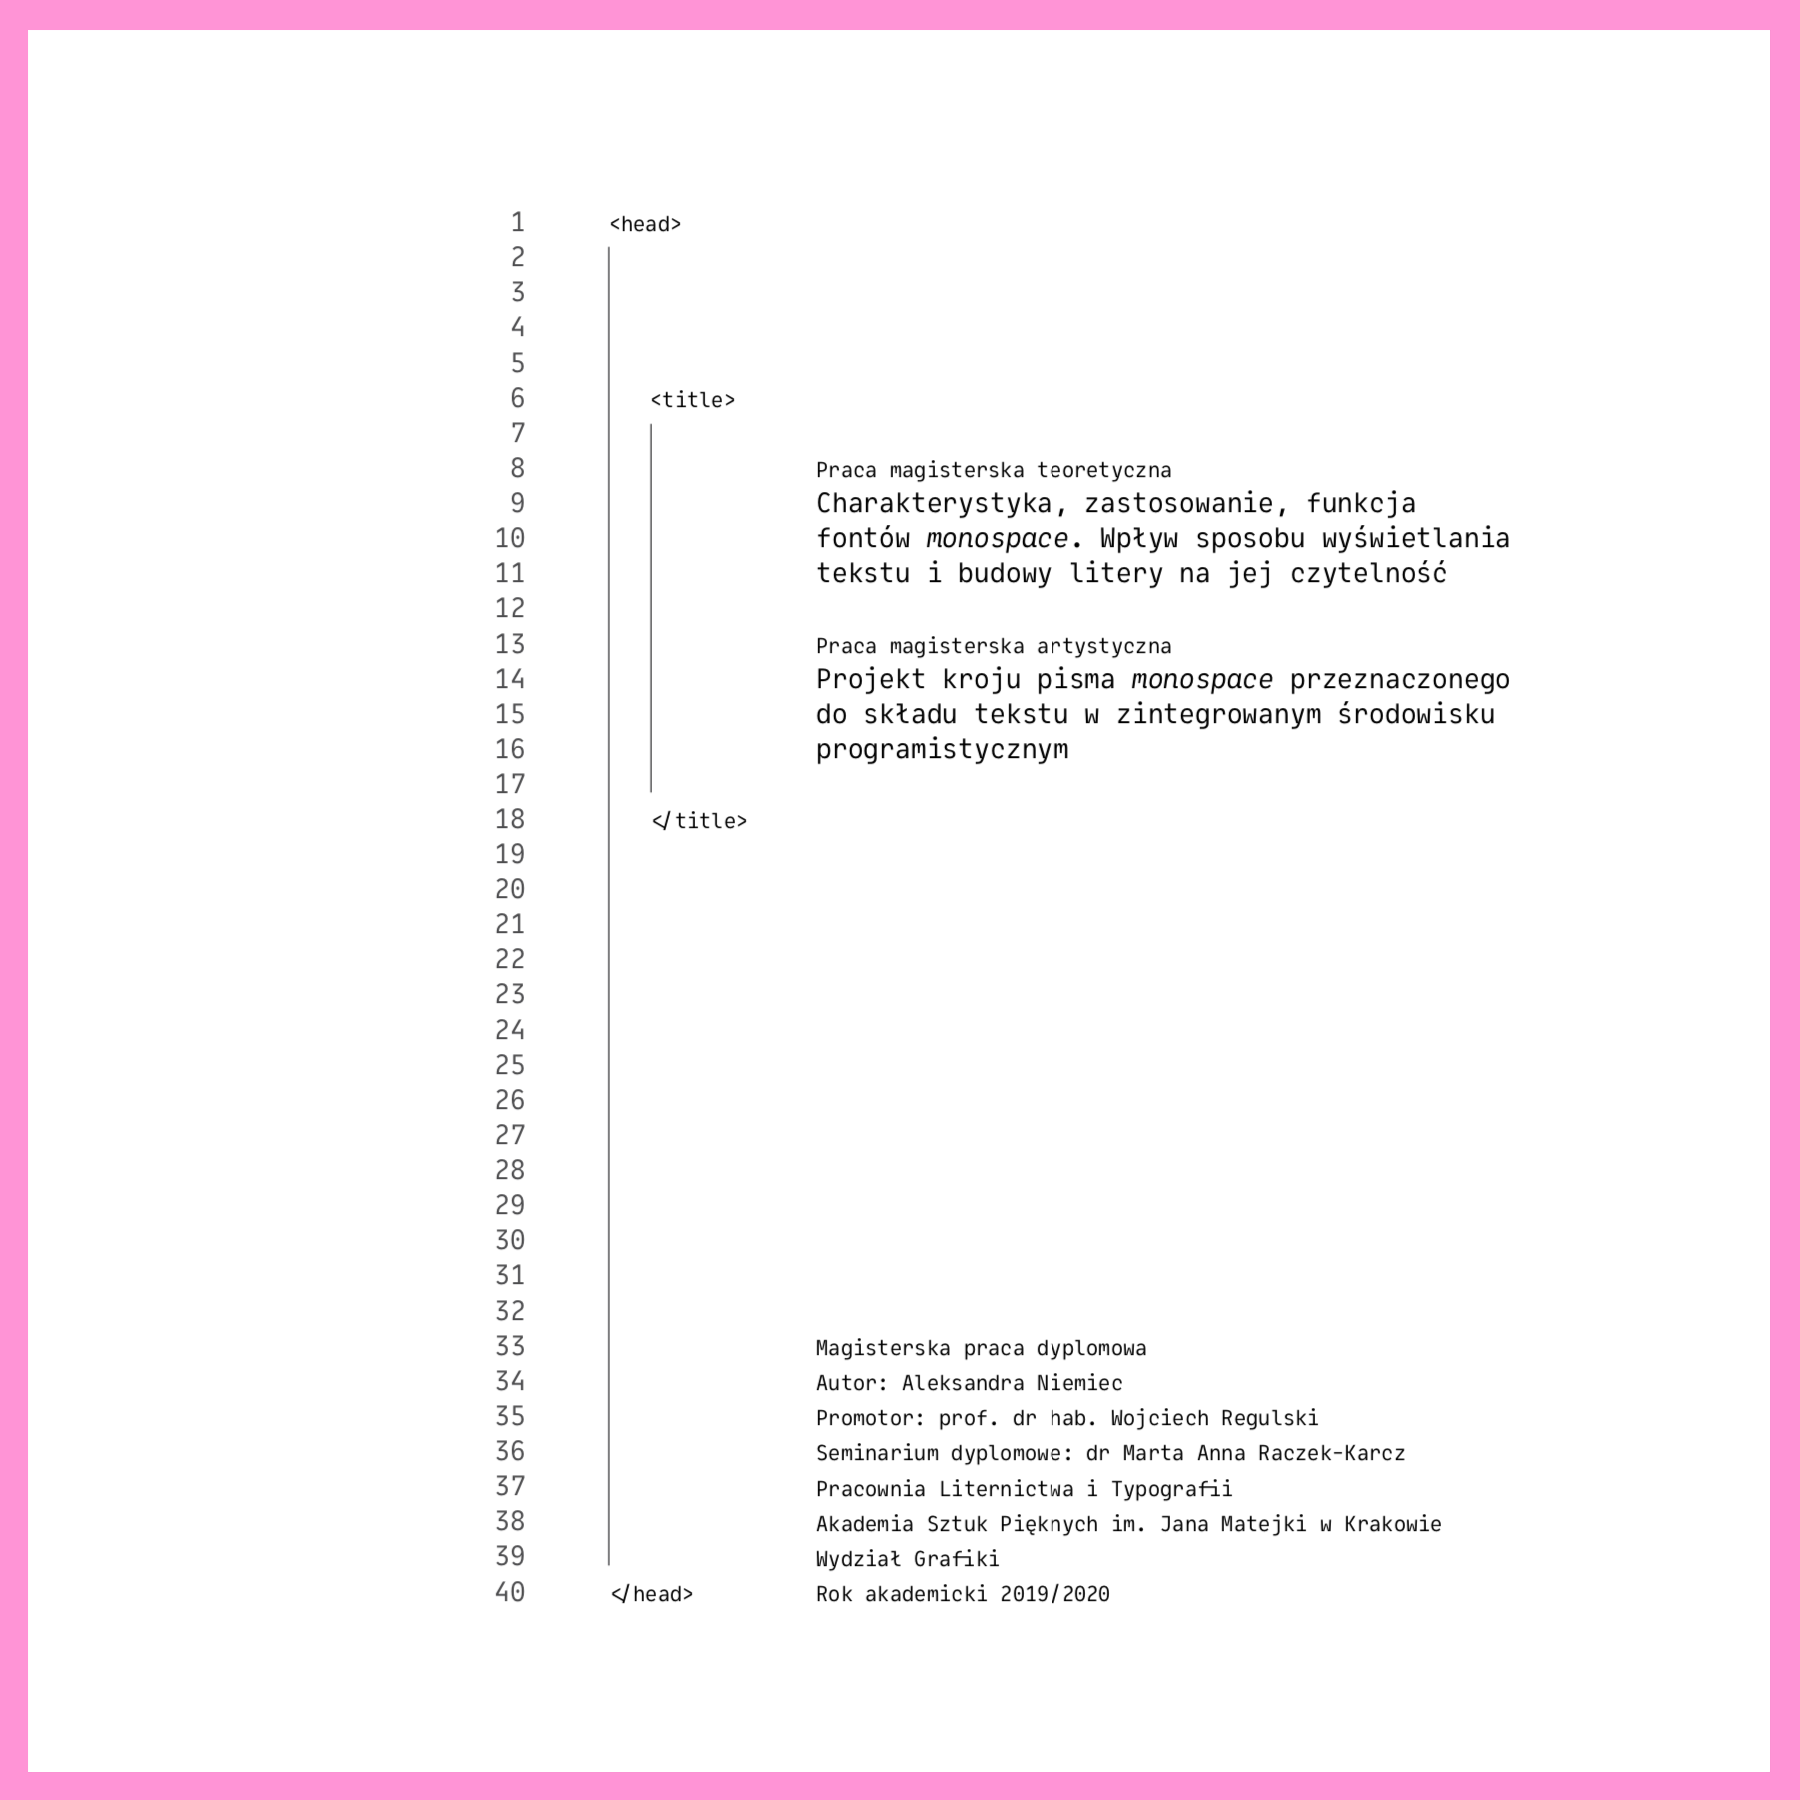 1 <head>
2
3
4
5
6 <title>
7
8 Praca magisterska teoretyczna
9 Charakterystyka, zastosowanie, funkcja
10 fontów monospace. Wpływ sposobu wyświetlania
11 tekstu i budowy litery na jej czytelność
12
13 Praca magisterska artystyczna
14 Projekt kroju pisma monospace przeznaczonego
15 do składu tekstu w zintegrowanym środowisku
16 programistycznym
17
18 </title>
19
20
21
22
23
24
25
26
27
28
29
30
31
32
33 Magisterska praca dyplomowa
34 Autor: Aleksandra Niemiec
35 Promotor: prof. dr hab. Wojciech Regulski
36 Seminarium dyplomowe: dr Marta Anna Raczek-Karcz
37 Pracownia Liternictwa i Typografii
38 Akademia Sztuk Pięknych im. Jana Matejki w Krakowie
39 Wydział Grafiki
40 </head> Rok akademicki 2019/2020